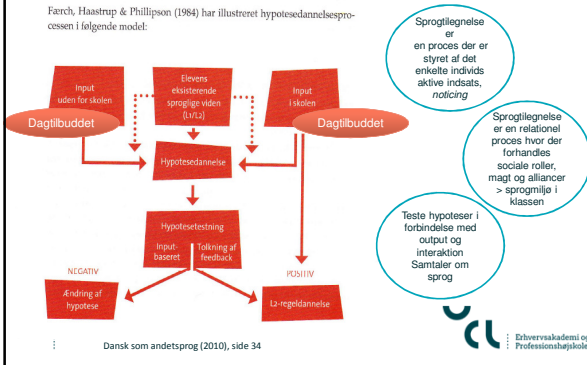 Færch, Haastrup & Phillipson (1984) har illustreret hypotesedannelsespro-
cessen i følgende model:
Input
uden for skolen
Dagtilbuddet
Elevens
eksisterende
sproglige viden
(L1/L2)
Input
i skolen
Dagtilbuddet
Hypotesedannelse
Hypotesetestning
Input-
baseret
Tolkning af
feedback
NEGATIV
POSITIV
Ændring af
hypotese
L2-regeldannelse
Sprogtilegnelse
er
en proces der er
styret af det
enkelte individs
aktive indsats,
noticing
Sprogtilegnelse
er en relationel
proces hvor der
forhandles
sociale roller,
magt og alliancer
> sprogmiljø i
klassen
Teste hypoteser i
forbindelse med
output og
interaktion
Samtaler om
sprog
Dansk som andetsprog (2010), side 34
UCL
Erhvervsakademi og
Professionshøjskole